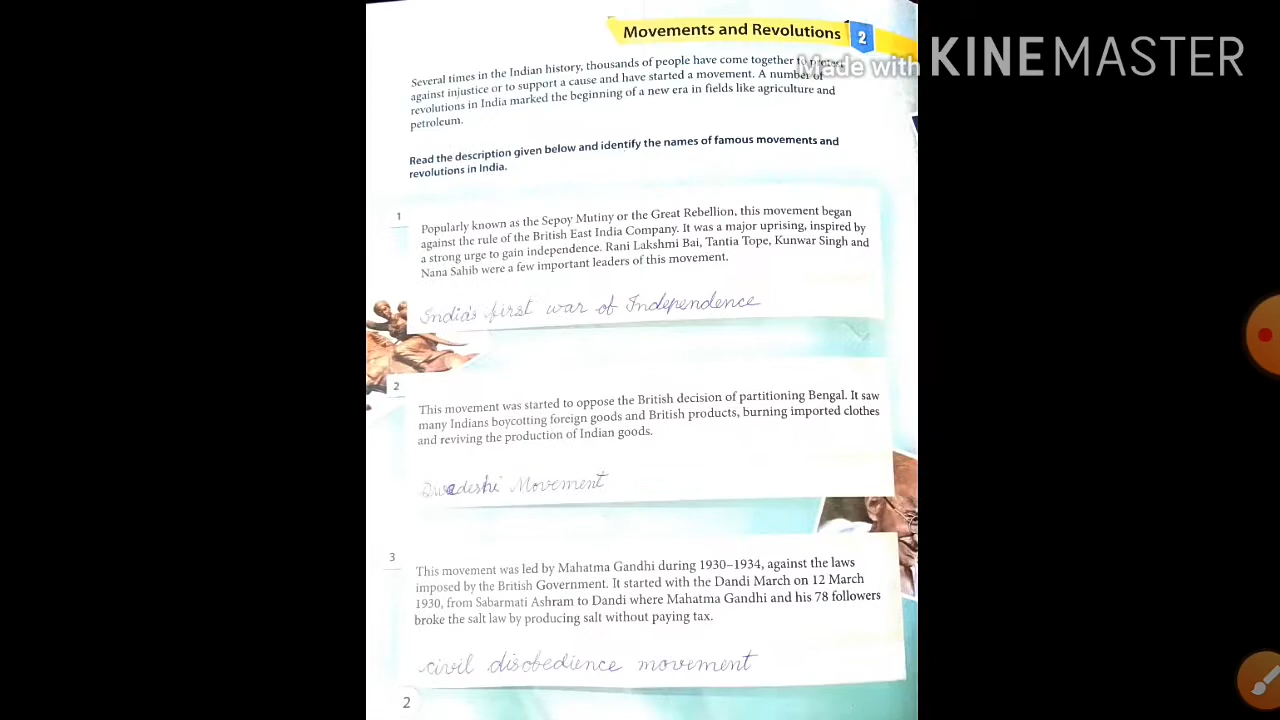 Movements and Revolutions 2
Made with KINEMASTER
Several times in the Indian history, thousands of people have come together to protest
against injustice or to support a cause and have started a movement. A number of
revolutions in India marked the beginning of a new era in fields like agriculture and
petroleum.
Read the description given below and identify the names of famous movements and
revolutions in India.
1
Popularly known as the Sepoy Mutiny or the Great Rebellion, this movement began
against the rule of the British East India Company. It was a major uprising, inspired by
a strong urge to gain independence. Rani Lakshmi Bai, Tantia Tope, Kunwar Singh and
Nana Sahib were a few important leaders of this movement.
India's first war of Independence
2
This movement was started to oppose the British decision of partitioning Bengal. It saw
many Indians boycotting foreign goods and British products, burning imported clothes
and reviving the production of Indian goods.
Swadeshi Movement
3
This movement was led by Mahatma Gandhi during 1930–1934, against the laws
imposed by the British Government. It started with the Dandi March on 12 March
1930, from Sabarmati Ashram to Dandi where Mahatma Gandhi and his 78 followers
broke the salt law by producing salt without paying tax.
civil disobedience movement
2